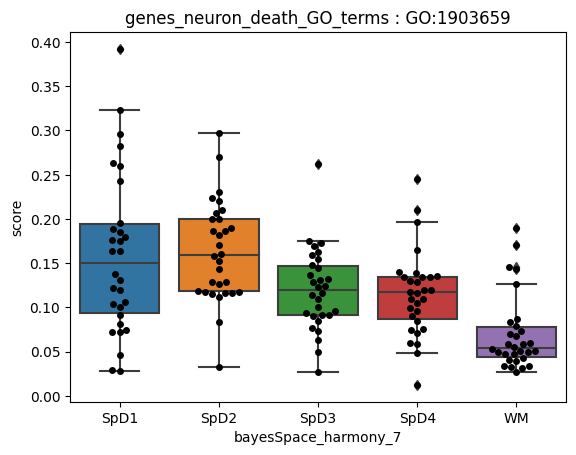 genes_neuron_death_GO_terms : GO:1903659
0.40
0.35
0.30
0.25
0.20
0.15
0.10
0.05
0.00
score
SpD1 SpD2 SpD3 SpD4 WM
bayesSpace_harmony_7